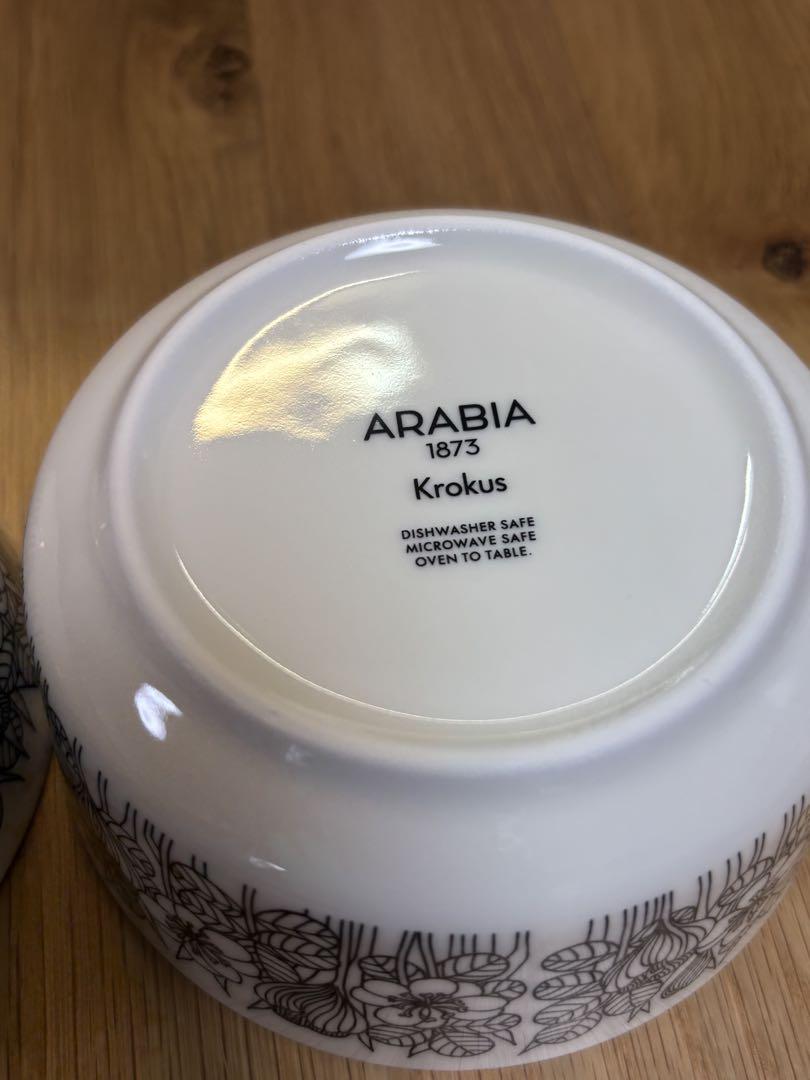 ARABIA
1873
Krokus
DISHWASHER SAFE
MICROWAVE SAFE
OVEN TO TABLE.